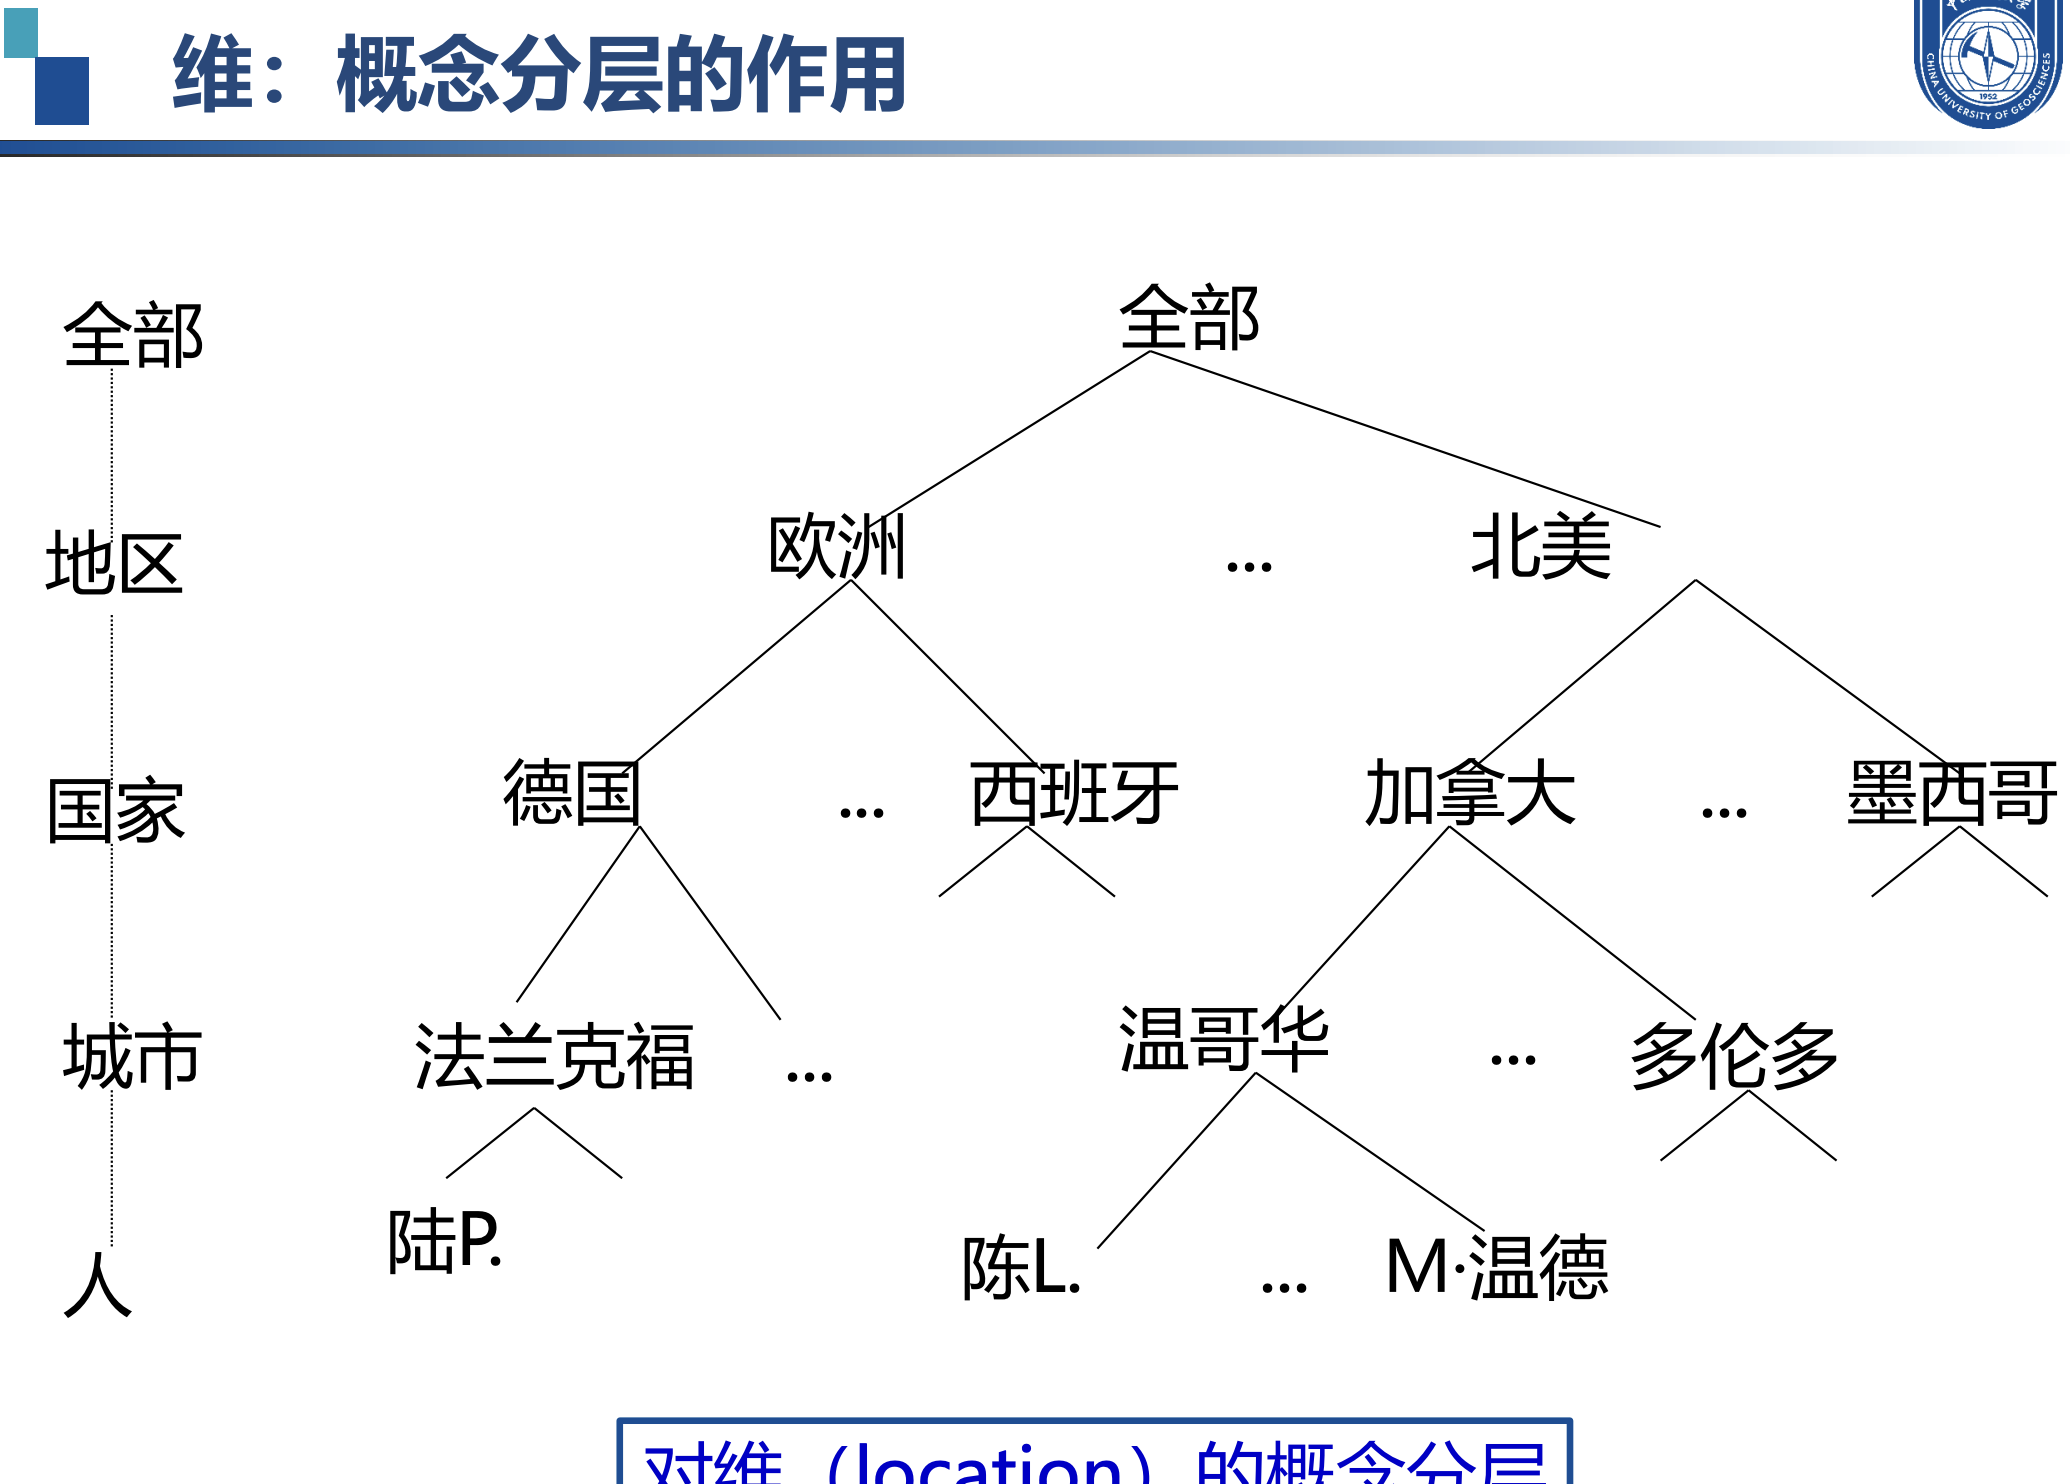 维：概念分层的作用
CHINA UNIVERSITY OF GEOSCIENCES
1952
全部 全部
地区 欧洲 ... 北美
国家 德国 ... 西班牙 加拿大 ... 墨西哥
城市 法兰克福 ... 温哥华 ... 多伦多
人 陆P. 陈L. ... M·温德
对维（location）的概念分层